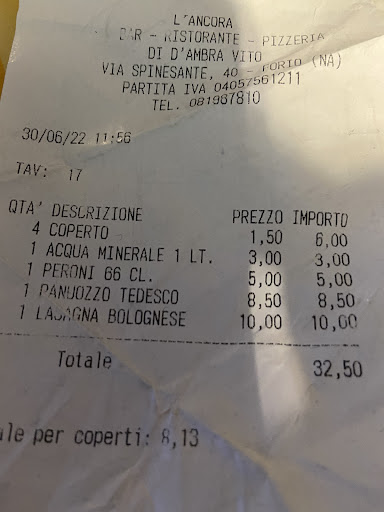 L'ANCORA
BAR - RISTORANTE - PIZZERIA
DI D'AMBRA VITO
VIA SPINESANTE, 40 - FORIO (NA)
PARTITA IVA 04057561211
TEL. 081987810
30/06/22 11:56
TAV: 17
QTA' DESCRIZIONE PREZZO IMPORTO
4 COPERTO 1,50 6,00
1 ACQUA MINERALE 1 LT. 3,00 3,00
1 PERONI 66 CL. 5,00 5,00
1 PANUOZZO TEDESCO 8,50 8,50
1 LASAGNA BOLOGNESE 10,00 10,00
Totale 32,50
ale per coperti: 8,13